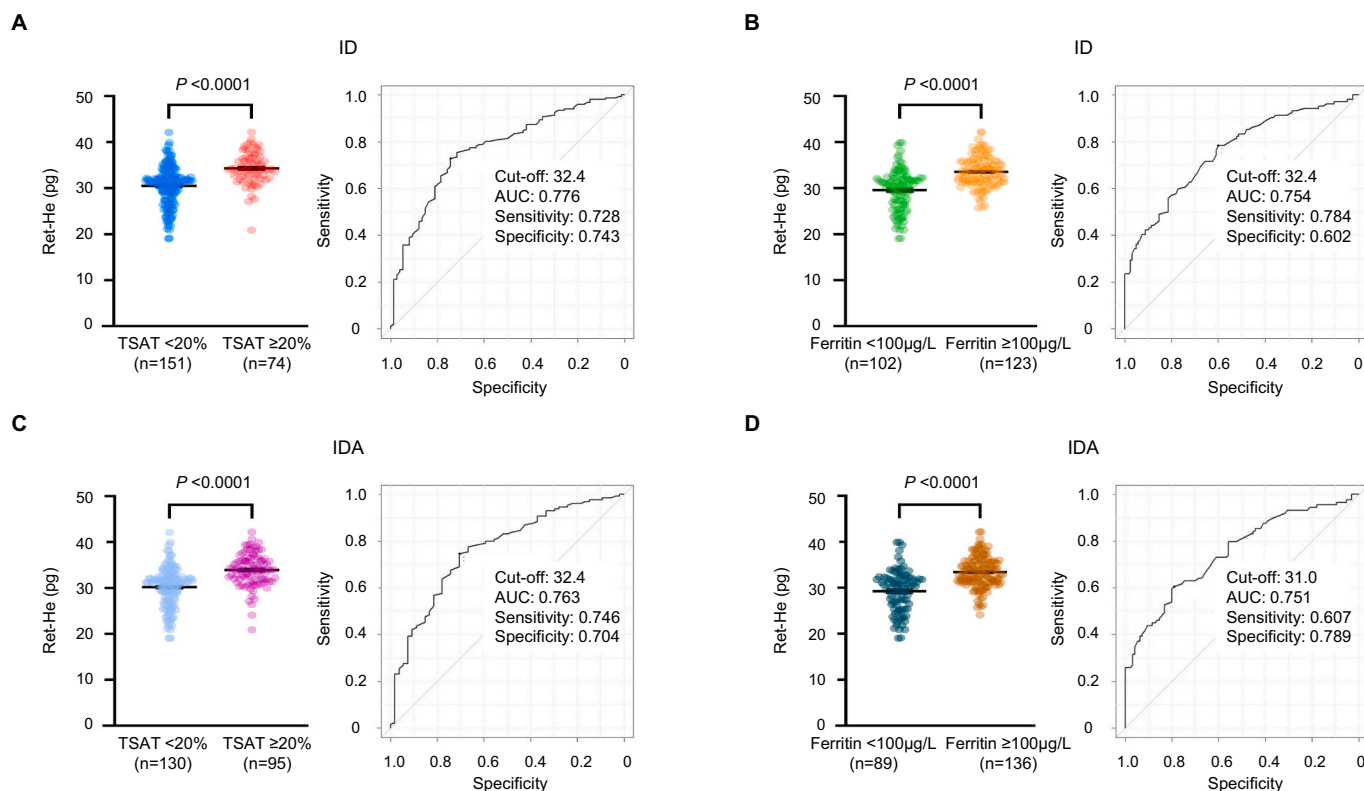 A
ID
P <0.0001
Ret-He (pg)
50
40
30
20
10
0
TSAT <20%
(n=151)
TSAT ≥20%
(n=74)
Sensitivity
1.0
0.8
0.6
0.4
0.2
0
Cut-off: 32.4
AUC: 0.776
Sensitivity: 0.728
Specificity: 0.743
1.0 0.8 0.6 0.4 0.2 0
Specificity
B
ID
P <0.0001
Ret-He (pg)
50
40
30
20
10
0
Ferritin <100µg/L
(n=102)
Ferritin ≥100µg/L
(n=123)
Sensitivity
1.0
0.8
0.6
0.4
0.2
0
Cut-off: 32.4
AUC: 0.754
Sensitivity: 0.784
Specificity: 0.602
1.0 0.8 0.6 0.4 0.2 0
Specificity
C
IDA
P <0.0001
Ret-He (pg)
50
40
30
20
10
0
TSAT <20%
(n=130)
TSAT ≥20%
(n=95)
Sensitivity
1.0
0.8
0.6
0.4
0.2
0
Cut-off: 32.4
AUC: 0.763
Sensitivity: 0.746
Specificity: 0.704
1.0 0.8 0.6 0.4 0.2 0
Specificity
D
IDA
P <0.0001
Ret-He (pg)
50
40
30
20
10
0
Ferritin <100µg/L
(n=89)
Ferritin ≥100µg/L
(n=136)
Sensitivity
1.0
0.8
0.6
0.4
0.2
0
Cut-off: 31.0
AUC: 0.751
Sensitivity: 0.607
Specificity: 0.789
1.0 0.8 0.6 0.4 0.2 0
Specificity